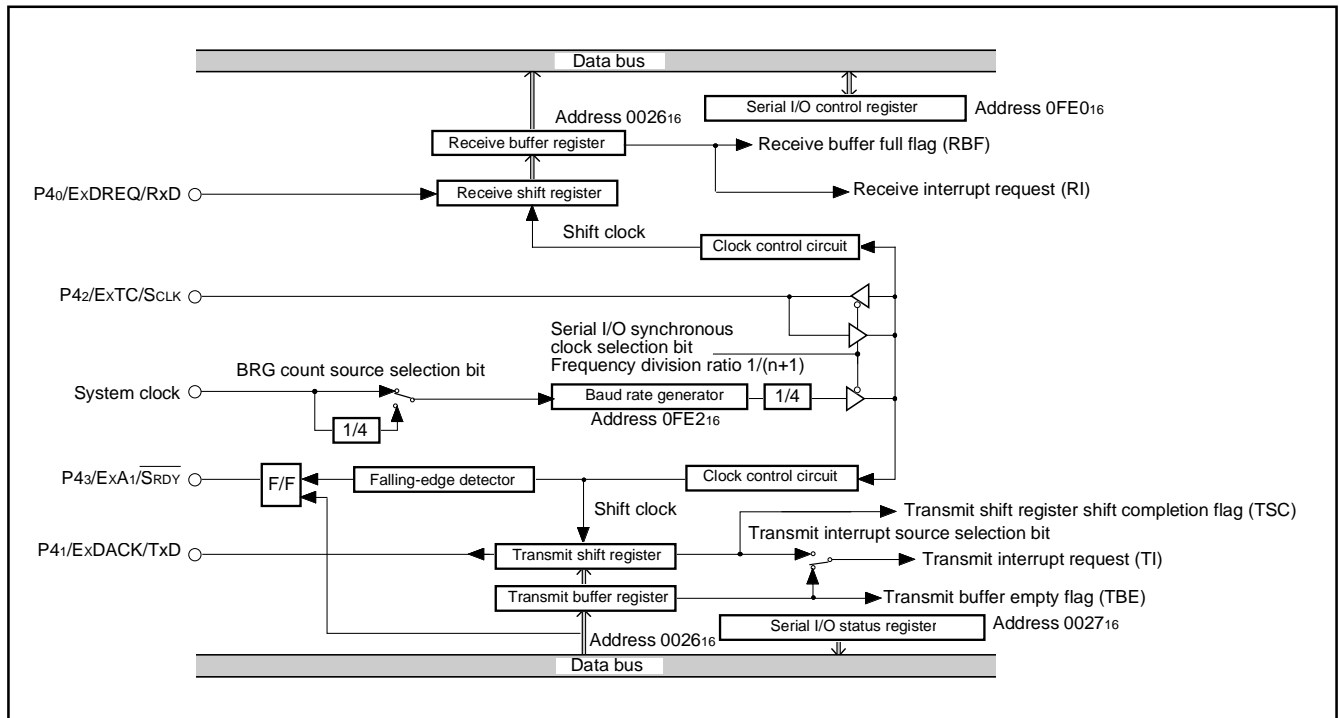 Data bus
Serial I/O control register
Address 0FE016
Address 002616
Receive buffer register
Receive buffer full flag (RBF)
P40/EXDREQ/RxD
Receive shift register
Receive interrupt request (RI)
Shift clock
Clock control circuit
P42/EXTC/SCLK
Serial I/O synchronous
clock selection bit
Frequency division ratio 1/(n+1)
BRG count source selection bit
System clock
Baud rate generator
1/4
Address 0FE216
1/4
P43/EXA1/SRDY
F/F
Falling-edge detector
Clock control circuit
Shift clock
Transmit shift register shift completion flag (TSC)
Transmit interrupt source selection bit
P41/EXDACK/TxD
Transmit shift register
Transmit interrupt request (TI)
Transmit buffer register
Transmit buffer empty flag (TBE)
Address 002616
Serial I/O status register
Address 002716
Data bus